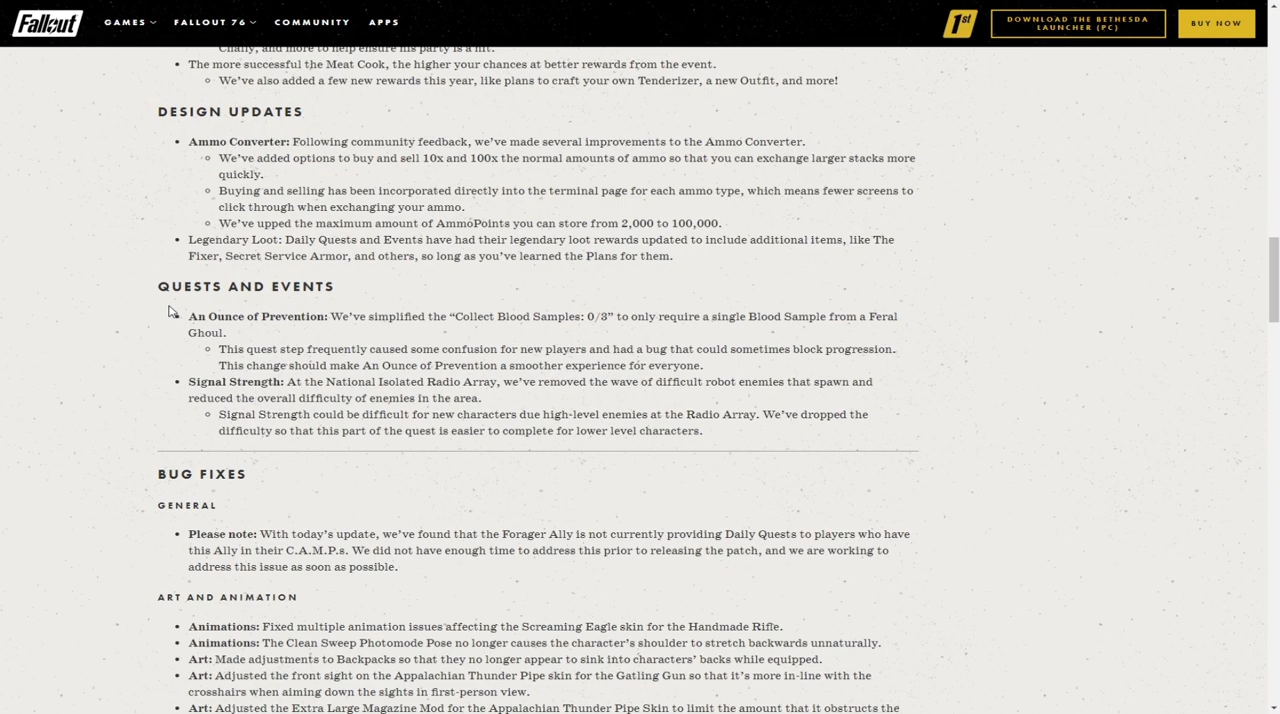 Fallout
GAMES
FALLOUT 76
COMMUNITY
APPS
1st
DOWNLOAD THE BETHESDA
LAUNCHER (PC)
BUY NOW
Chally, and more to help ensure his party is a hit.
• The more successful the Meat Cook, the higher your chances at better rewards from the event.
◦ We've also added a few new rewards this year, like plans to craft your own Tenderizer, a new Outfit, and more!
DESIGN UPDATES
• Ammo Converter: Following community feedback, we've made several improvements to the Ammo Converter.
◦ We've added options to buy and sell 10x and 100x the normal amounts of ammo so that you can exchange larger stacks more
quickly.
◦ Buying and selling has been incorporated directly into the terminal page for each ammo type, which means fewer screens to
click through when exchanging your ammo.
◦ We've upped the maximum amount of AmmoPoints you can store from 2,000 to 100,000.
• Legendary Loot: Daily Quests and Events have had their legendary loot rewards updated to include additional items, like The
Fixer, Secret Service Armor, and others, so long as you've learned the Plans for them.
QUESTS AND EVENTS
• An Ounce of Prevention: We've simplified the “Collect Blood Samples: 0/3” to only require a single Blood Sample from a Feral
Ghoul.
◦ This quest step frequently caused some confusion for new players and had a bug that could sometimes block progression.
This change should make An Ounce of Prevention a smoother experience for everyone.
• Signal Strength: At the National Isolated Radio Array, we've removed the wave of difficult robot enemies that spawn and
reduced the overall difficulty of enemies in the area.
◦ Signal Strength could be difficult for new characters due high-level enemies at the Radio Array. We've dropped the
difficulty so that this part of the quest is easier to complete for lower level characters.
BUG FIXES
GENERAL
• Please note: With today's update, we've found that the Forager Ally is not currently providing Daily Quests to players who have
this Ally in their C.A.M.P.s. We did not have enough time to address this prior to releasing the patch, and we are working to
address this issue as soon as possible.
ART AND ANIMATION
• Animations: Fixed multiple animation issues affecting the Screaming Eagle skin for the Handmade Rifle.
• Animations: The Clean Sweep Photomode Pose no longer causes the character's shoulder to stretch backwards unnaturally.
• Art: Made adjustments to Backpacks so that they no longer appear to sink into characters' backs while equipped.
• Art: Adjusted the front sight on the Appalachian Thunder Pipe skin for the Gatling Gun so that it's more in-line with the
crosshairs when aiming down the sights in first-person view.
• Art: Adjusted the Extra Large Magazine Mod for the Appalachian Thunder Pipe Skin to limit the amount that it obstructs the